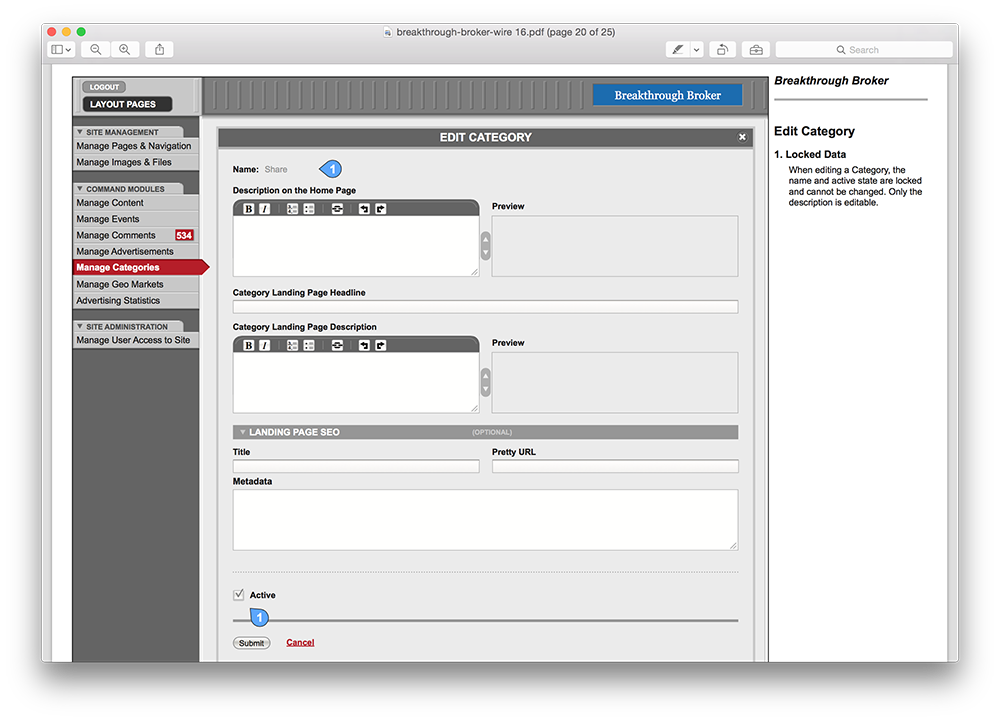 breakthrough-broker-wire 16.pdf (page 20 of 25)
Search
LOGOUT
LAYOUT PAGES
SITE MANAGEMENT
Manage Pages & Navigation
Manage Images & Files
COMMAND MODULES
Manage Content
Manage Events
Manage Comments 534
Manage Advertisements
Manage Categories
Manage Geo Markets
Advertising Statistics
SITE ADMINISTRATION
Manage User Access to Site
Breakthrough Broker
EDIT CATEGORY
Name: Share 1
Description on the Home Page
B I
Preview
Category Landing Page Headline
Category Landing Page Description
B I
Preview
LANDING PAGE SEO (OPTIONAL)
Title
Pretty URL
Metadata
Active
1
Submit Cancel
Breakthrough Broker
Edit Category
1. Locked Data
When editing a Category, the
name and active state are locked
and cannot be changed. Only the
description is editable.